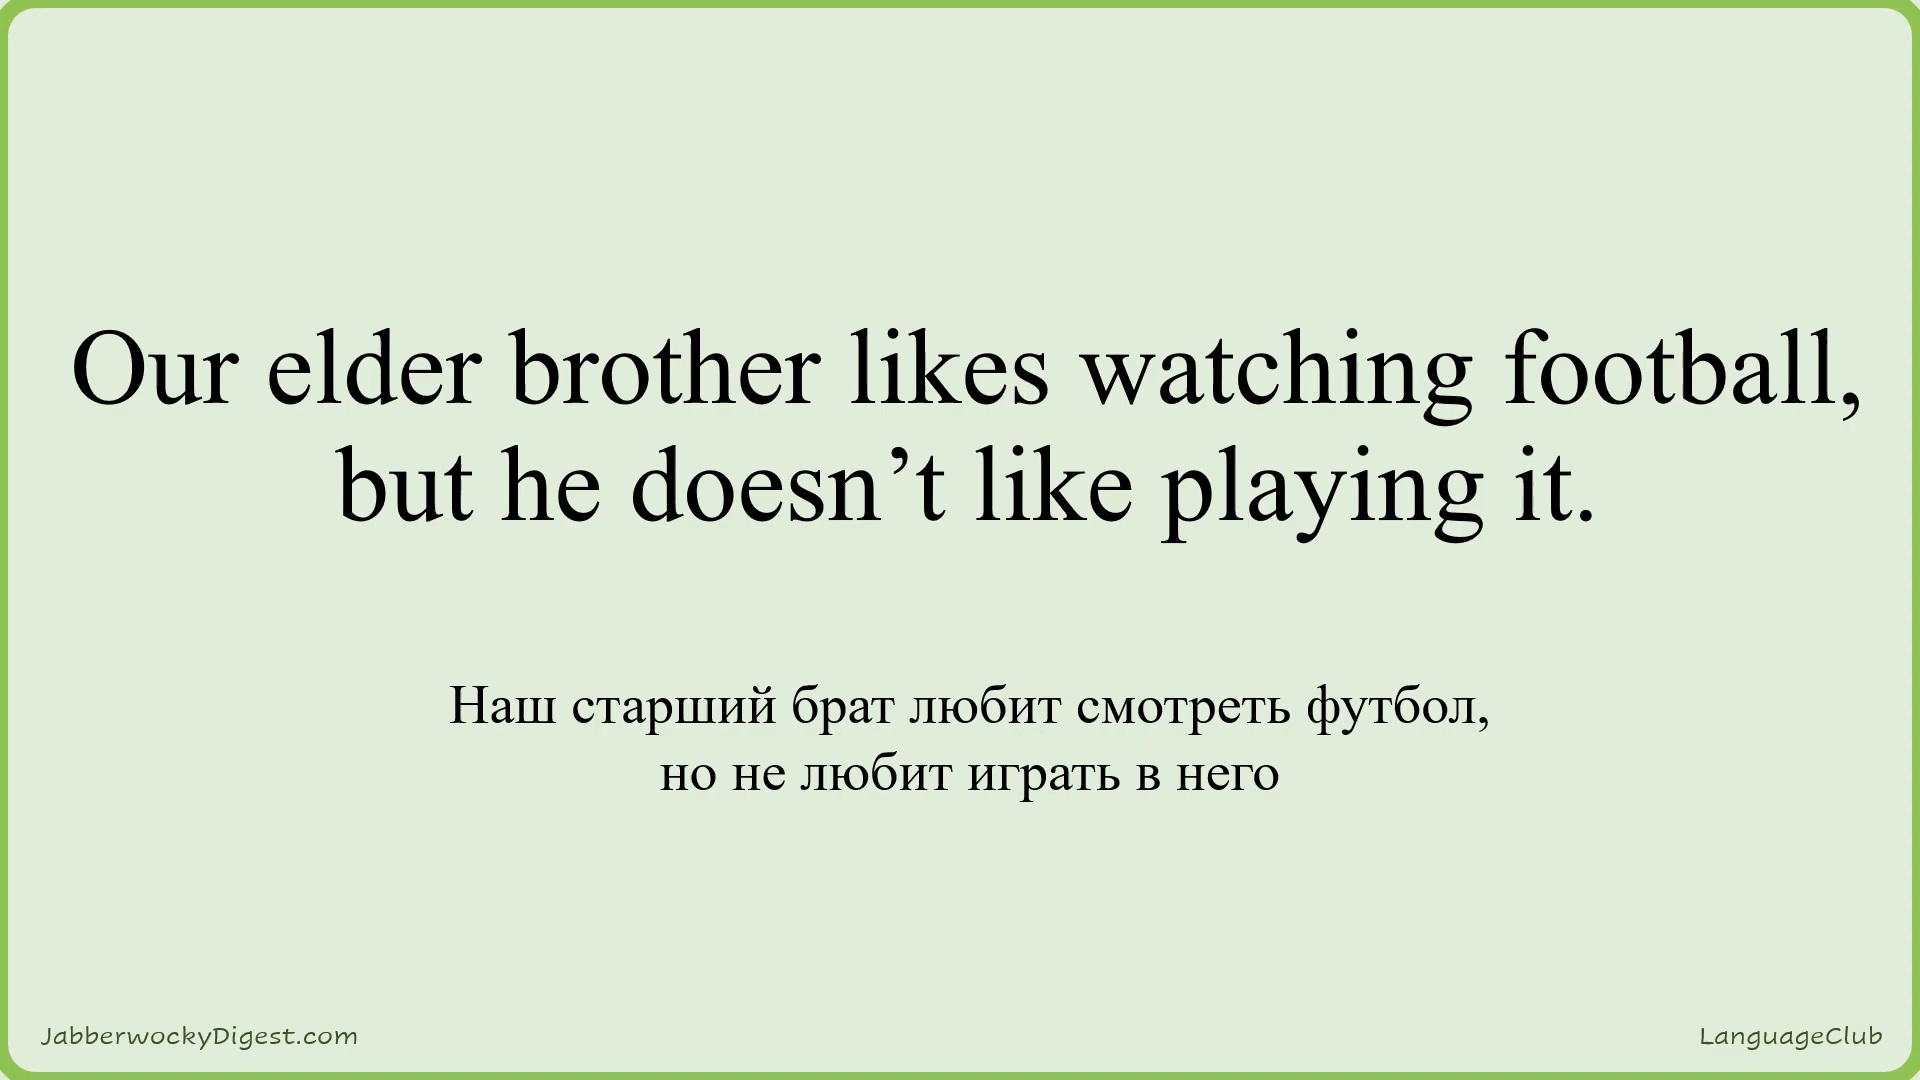 Our elder brother likes watching football,
but he doesn’t like playing it.
Наш старший брат любит смотреть футбол,
но не любит играть в него
JabberwockyDigest.com
LanguageClub